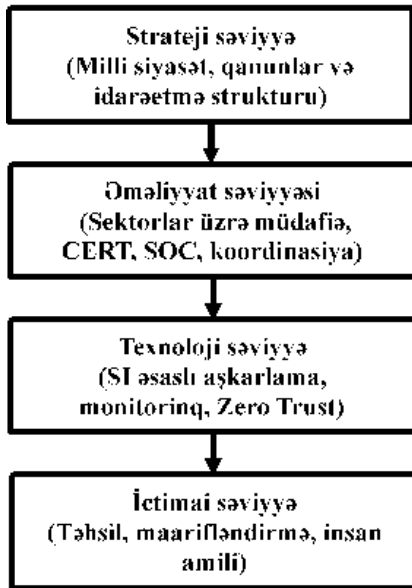 Strateji səviyyə
(Milli siyasət, qanunlar və
idarəetmə strukturu)
Əməliyyat səviyyəsi
(Sektorlar üzrə müdafiə,
CERT, SOC, koordinasiya)
Texnoloji səviyyə
(SI əsaslı aşkarlama,
monitorinq, Zero Trust)
İctimai səviyyə
(Təhsil, maarifləndirmə, insan
amili)